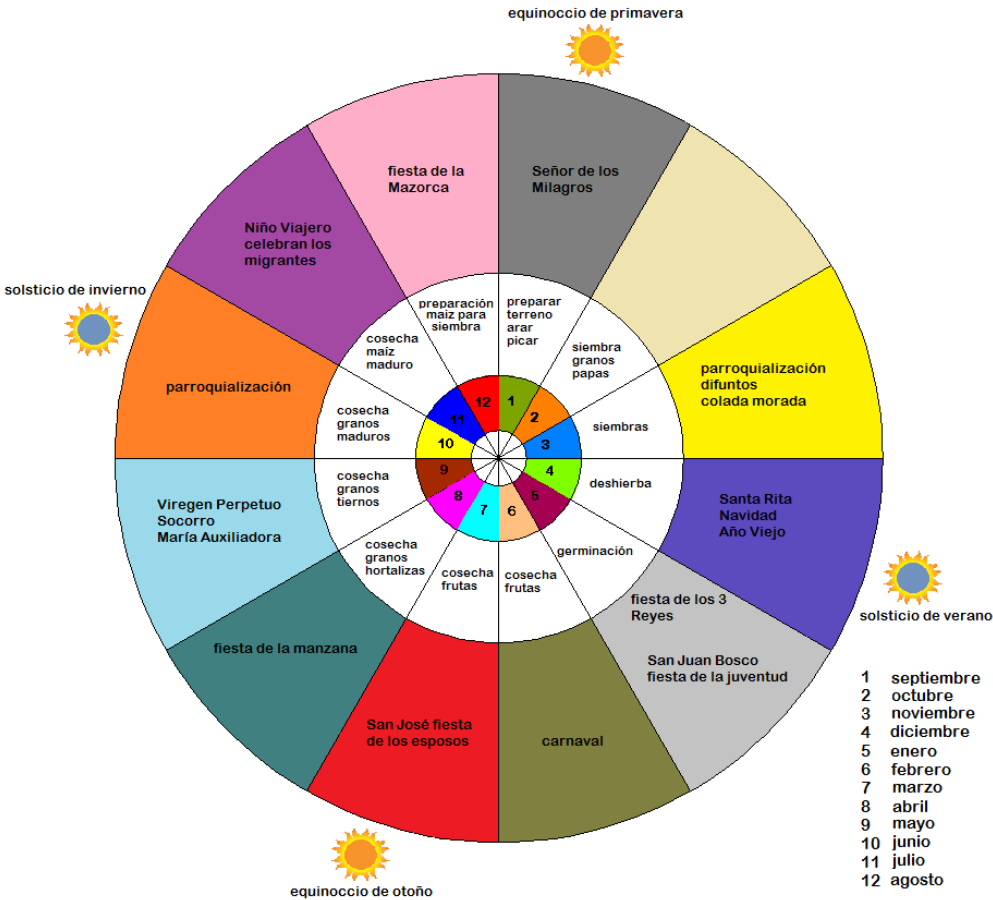 equinoccio de primavera
fiesta de la
Mazorca
Señor de los
Milagros
Niño Viajero
celebran los
migrantes
solsticio de invierno
preparación
maiz para
siembra
preparar
terreno
arar
picar
cosecha
maíz
maduro
siembra
granos
papas
parroquialización
parroquialización
difuntos
colada morada
cosecha
granos
maduros
siembras
12
1
11
2
10
3
9
4
8
5
7
6
cosecha
granos
tiernos
deshierba
Viregen Perpetuo
Socorro
María Auxiliadora
Santa Rita
Navidad
Año Viejo
cosecha
granos
hortalizas
cosecha
frutas
cosecha
frutas
germinación
fiesta de los 3
Reyes
solsticio de verano
fiesta de la manzana
San Juan Bosco
fiesta de la juventud
San José fiesta
de los esposos
carnaval
1 septiembre
2 octubre
3 noviembre
4 diciembre
5 enero
6 febrero
7 marzo
8 abril
9 mayo
10 junio
11 julio
12 agosto
equinoccio de otoño